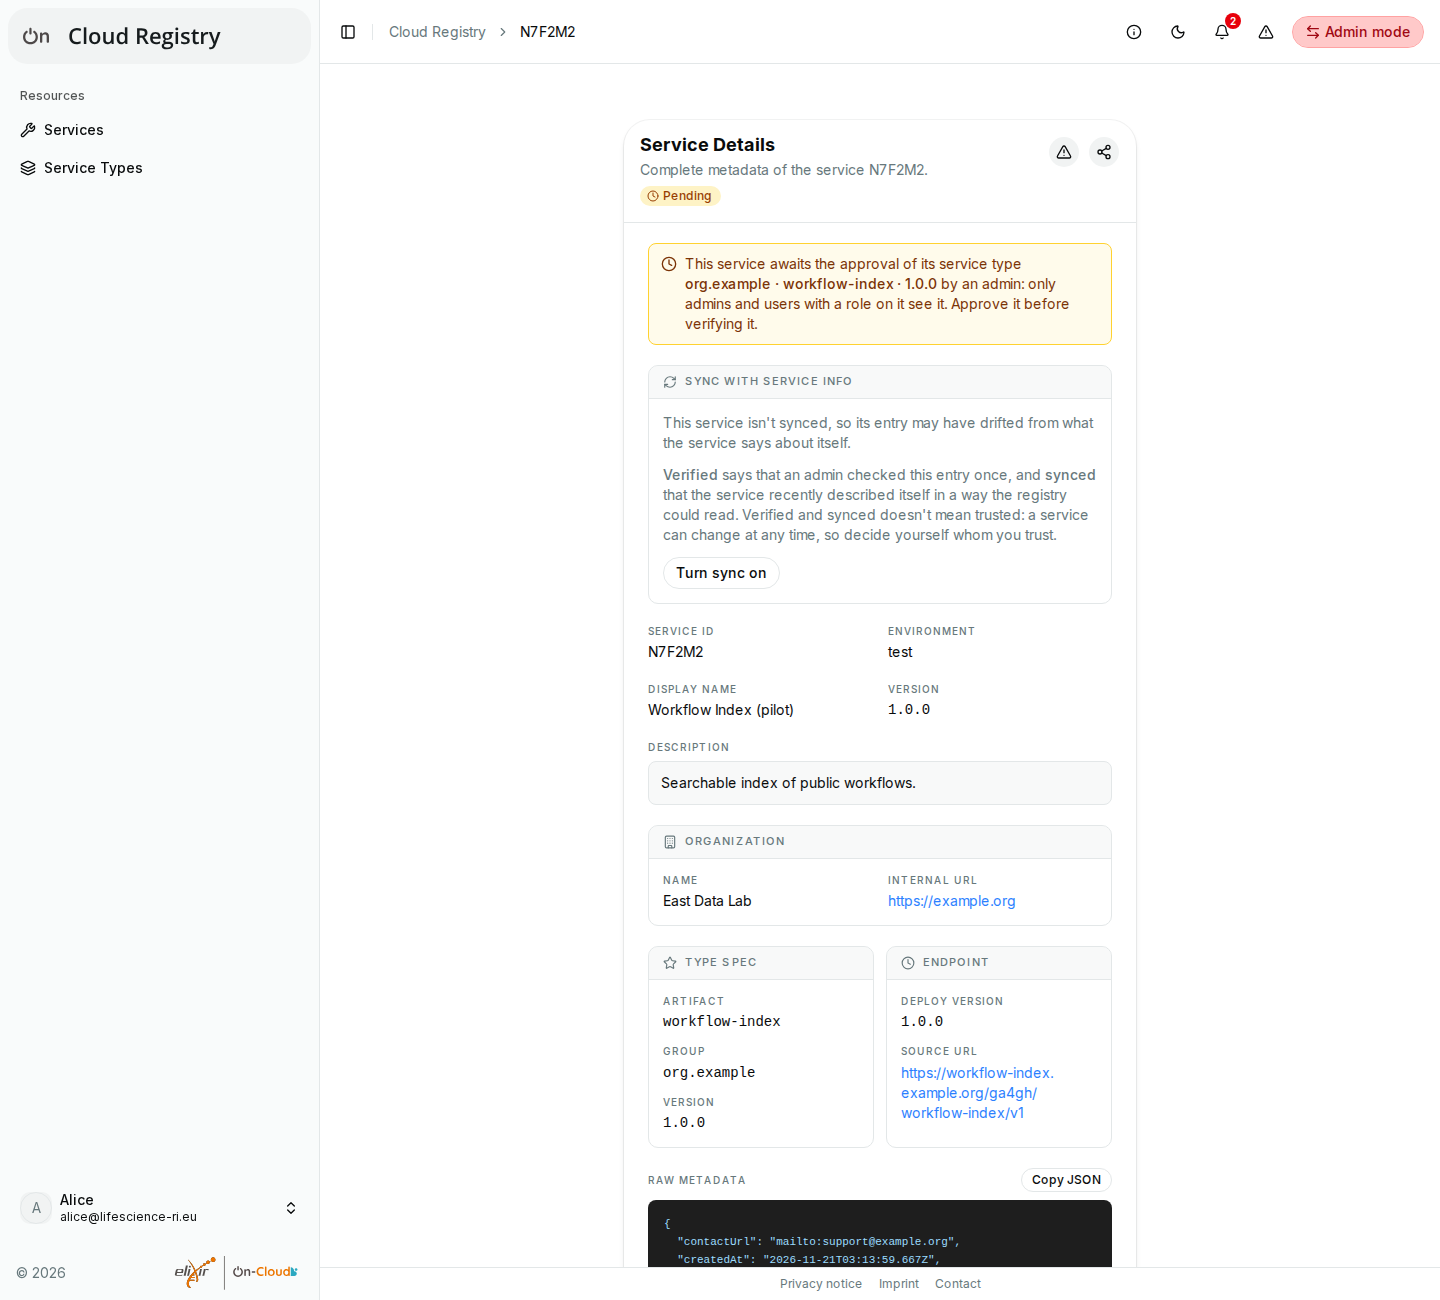 On Cloud Registry
Resources
Services
Service Types
Cloud Registry > N7F2M2
2
Admin mode
Service Details
Complete metadata of the service N7F2M2.
Pending
This service awaits the approval of its service type
org.example · workflow-index · 1.0.0 by an admin: only
admins and users with a role on it see it. Approve it before
verifying it.
SYNC WITH SERVICE INFO
This service isn't synced, so its entry may have drifted from what
the service says about itself.
Verified says that an admin checked this entry once, and synced
that the service recently described itself in a way the registry
could read. Verified and synced doesn't mean trusted: a service
can change at any time, so decide yourself whom you trust.
Turn sync on
SERVICE ID
N7F2M2
ENVIRONMENT
test
DISPLAY NAME
Workflow Index (pilot)
VERSION
1.0.0
DESCRIPTION
Searchable index of public workflows.
ORGANIZATION
NAME
East Data Lab
INTERNAL URL
https://example.org
TYPE SPEC
ARTIFACT
workflow-index
GROUP
org.example
VERSION
1.0.0
ENDPOINT
DEPLOY VERSION
1.0.0
SOURCE URL
https://workflow-index.
example.org/ga4gh/
workflow-index/v1
RAW METADATA
Copy JSON
{
"contactUrl": "mailto:support@example.org",
"createdAt": "2026-11-21T03:13:59.667Z",
A
Alice
alice@lifescience-ri.eu
© 2026
elixir
On-Cloud
Privacy notice
Imprint
Contact